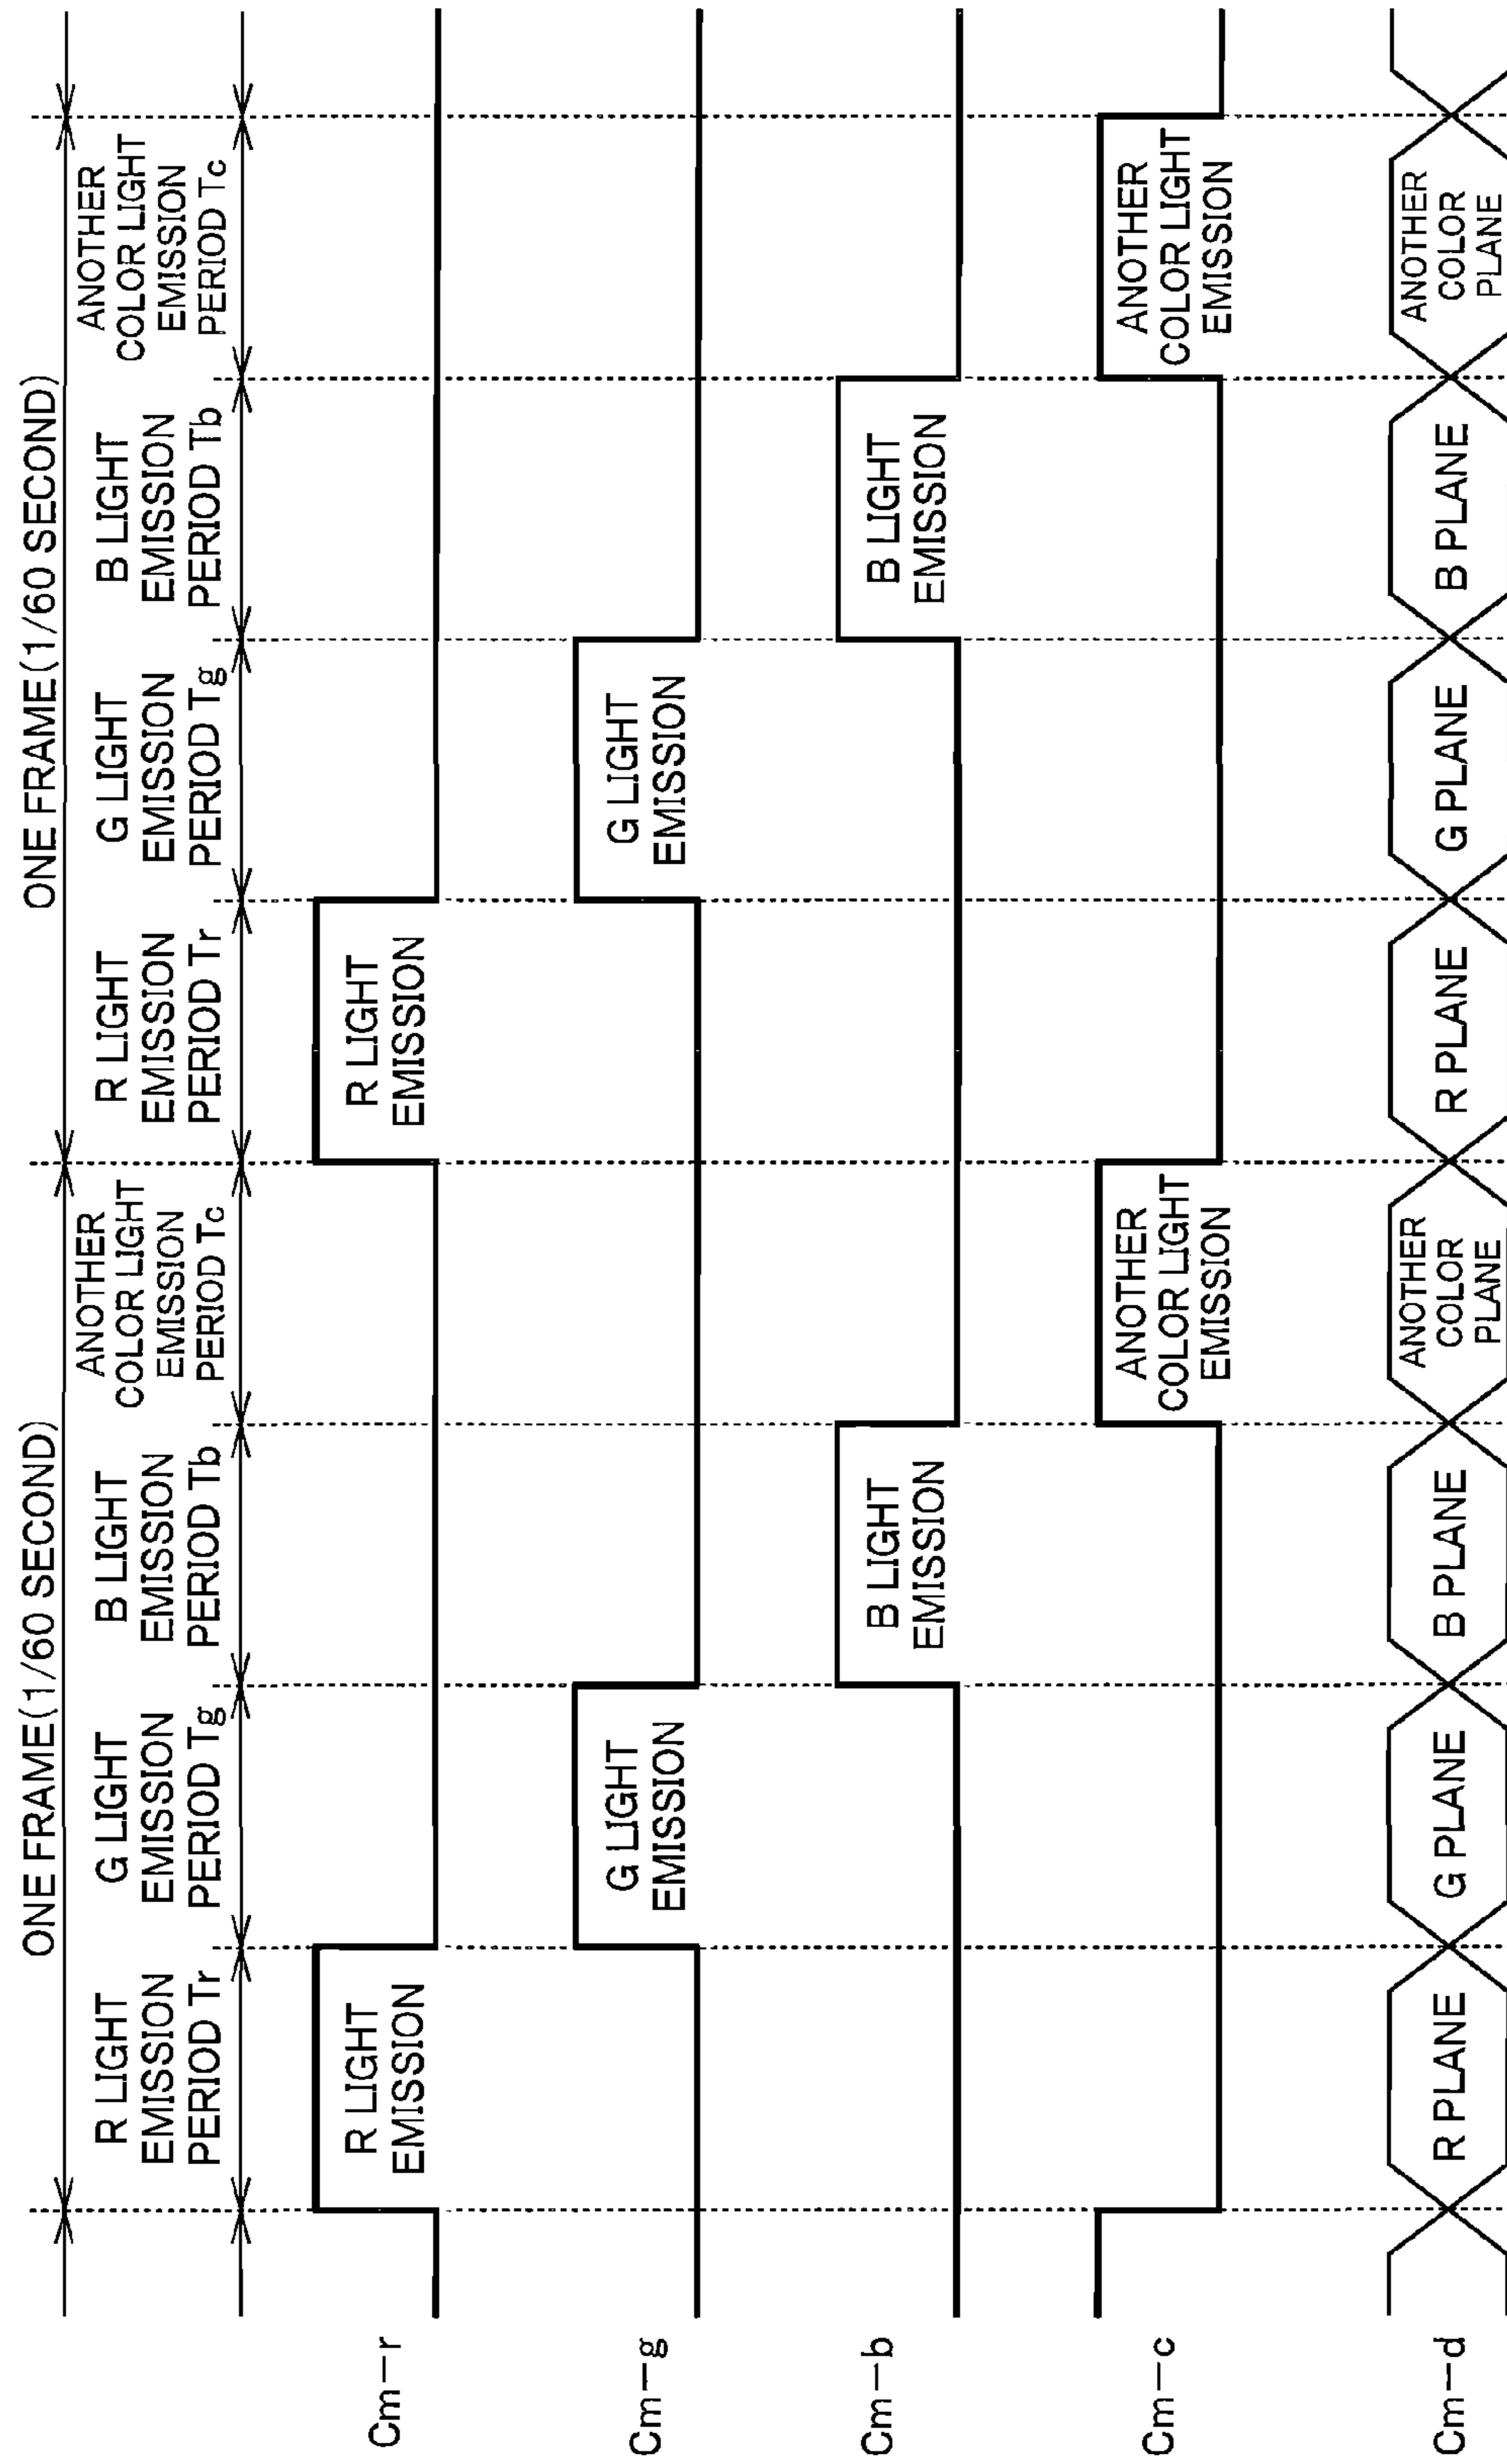 ONE FRAME(1/60 SECOND)
ONE FRAME(1/60 SECOND)
R LIGHT
EMISSION
PERIOD Tr
G LIGHT
EMISSION
PERIOD Tg
B LIGHT
EMISSION
PERIOD Tb
ANOTHER
COLOR LIGHT
EMISSION
PERIOD Tc
R LIGHT
EMISSION
PERIOD Tr
G LIGHT
EMISSION
PERIOD Tg
B LIGHT
EMISSION
PERIOD Tb
ANOTHER
COLOR LIGHT
EMISSION
PERIOD Tc
Cm-r
R LIGHT
EMISSION
R LIGHT
EMISSION
Cm-g
G LIGHT
EMISSION
G LIGHT
EMISSION
Cm-b
B LIGHT
EMISSION
B LIGHT
EMISSION
Cm-c
ANOTHER
COLOR LIGHT
EMISSION
ANOTHER
COLOR LIGHT
EMISSION
Cm-d
R PLANE
G PLANE
B PLANE
ANOTHER
COLOR
PLANE
R PLANE
G PLANE
B PLANE
ANOTHER
COLOR
PLANE